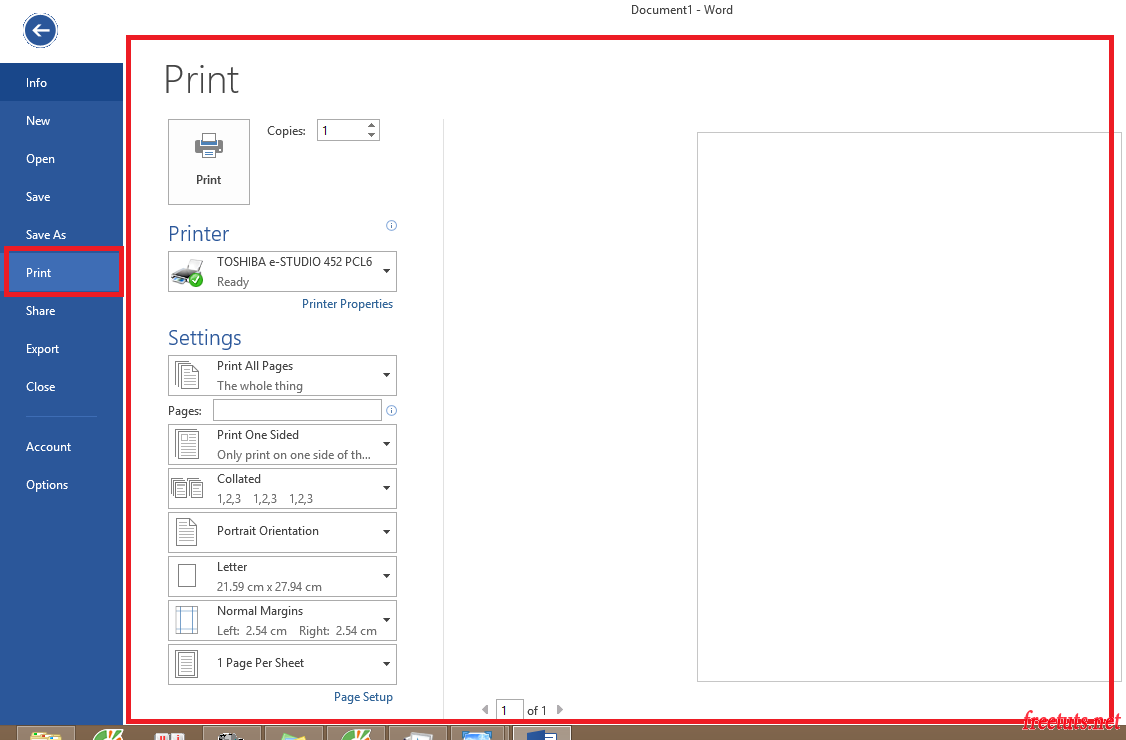 Document1 - Word
Info
New
Open
Save
Save As
Print
Share
Export
Close
Account
Options
Print
Print
Copies: 1
Printer
TOSHIBA e-STUDIO 452 PCL6
Ready
Printer Properties
Settings
Print All Pages
The whole thing
Pages:
Print One Sided
Only print on one side of th...
Collated
1,2,3 1,2,3 1,2,3
Portrait Orientation
Letter
21.59 cm x 27.94 cm
Normal Margins
Left: 2.54 cm Right: 2.54 cm
1 Page Per Sheet
Page Setup
1 of 1
freetuts.net